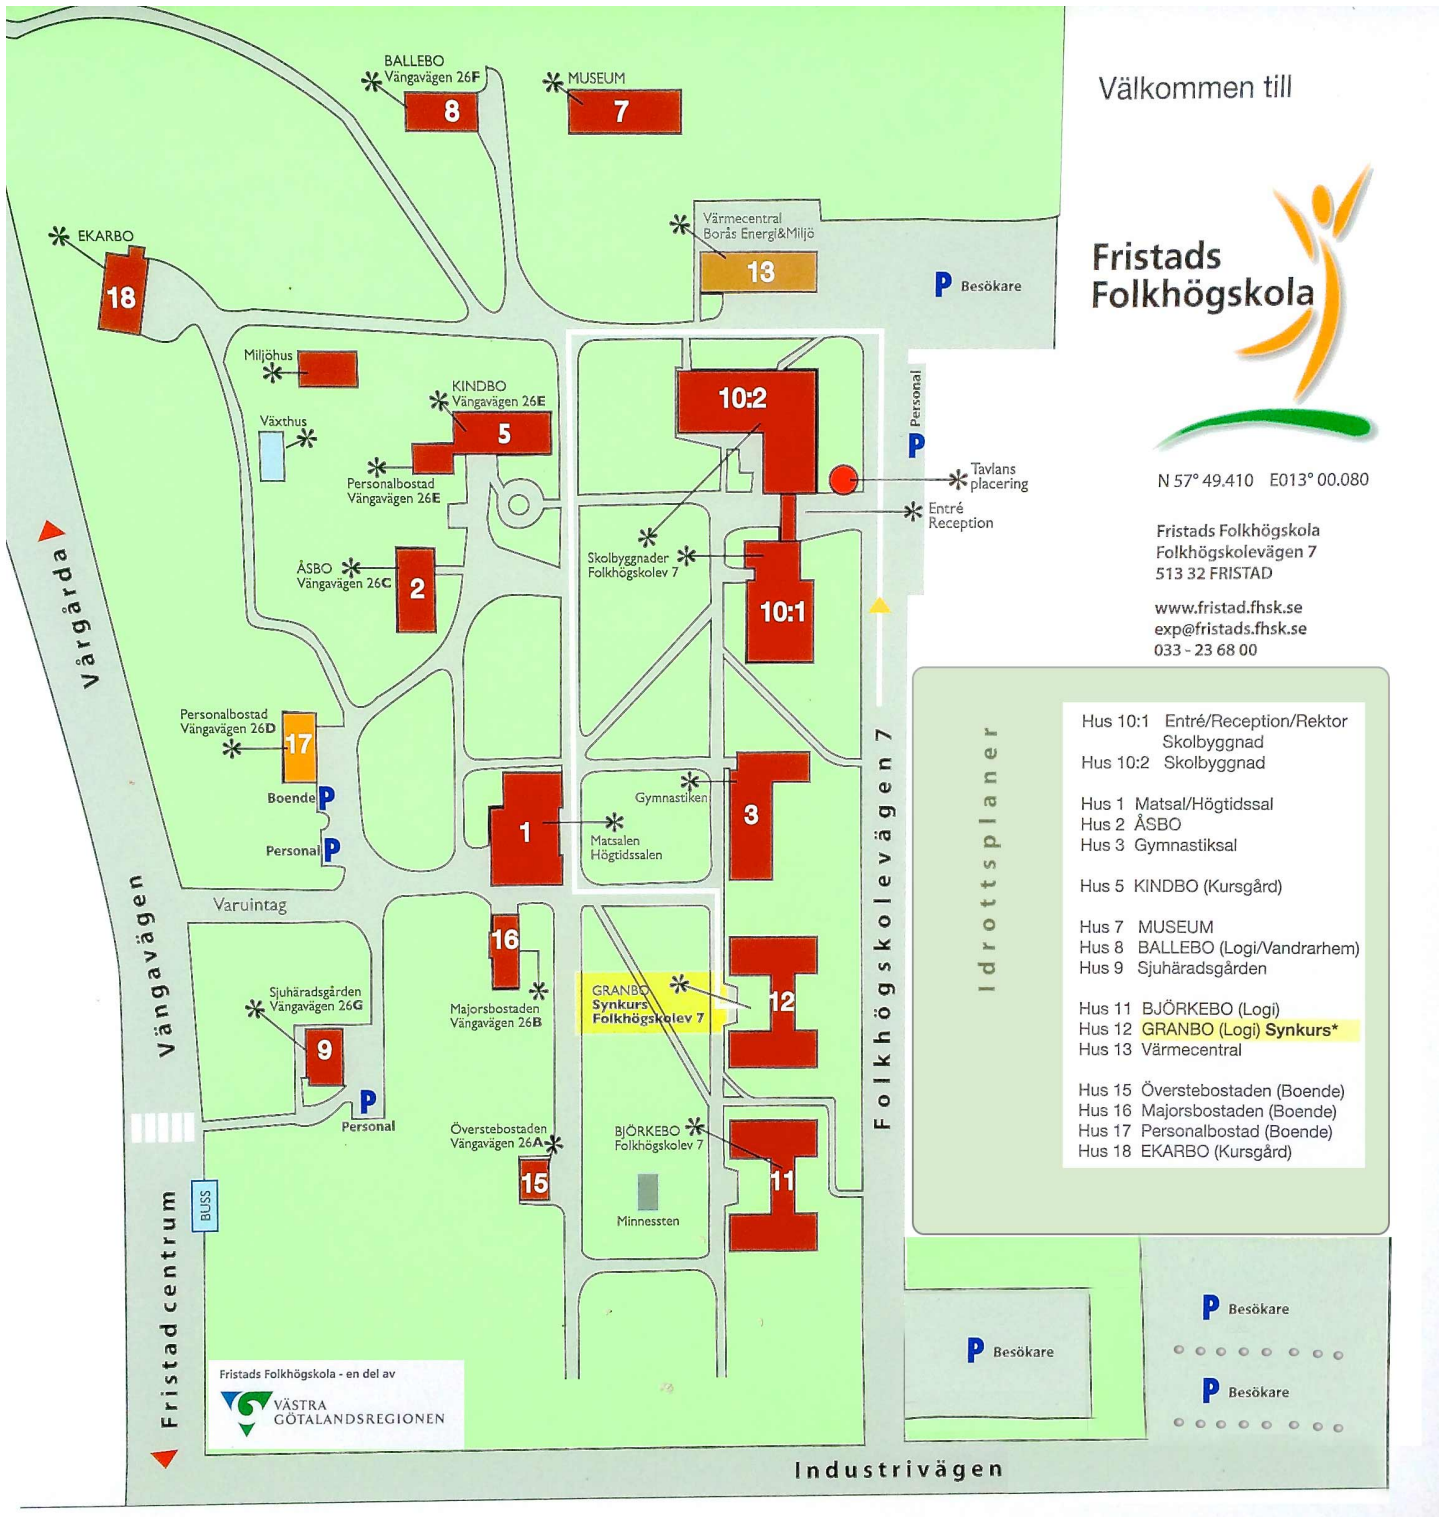 BALLEBO
Vängavägen 26F
8
MUSEUM
7
Välkommen till
Fristads
Folkhögskola
EKARBO
18
Värmecentral
Borås Energi&Miljö
13
P Besökare
Miljöhus
KINDBO
Vängavägen 26E
5
Växthus
Personalbostad
Vängavägen 26E
10:2
Personal
P
Tavlans
placering
Entré
Reception
N 57° 49.410 E013° 00.080
Fristads Folkhögskola
Folkhögskolevägen 7
513 32 FRISTAD
www.fristad.fhsk.se
exp@fristads.fhsk.se
033 - 23 68 00
Skolbyggnader
Folkhögskolev 7
10:1
ÅSBO
Vängavägen 26C
2
Vårgårda
Personalbostad
Vängavägen 26D
17
Boende P
Personal P
1
Matsalen
Högtidssalen
Gymnastiken
3
Folkhögskolevägen 7
Idrottsplaner
Hus 10:1 Entré/Reception/Rektor
Skolbyggnad
Hus 10:2 Skolbyggnad
Hus 1 Matsal/Högtidssal
Hus 2 ÅSBO
Hus 3 Gymnastiksal
Hus 5 KINDBO (Kursgård)
Hus 7 MUSEUM
Hus 8 BALLEBO (Logi/Vandrarhem)
Hus 9 Sjuhäradsgården
Hus 11 BJÖRKEBO (Logi)
Hus 12 GRANBO (Logi) Synkurs*
Hus 13 Värmecentral
Hus 15 Överstebostaden (Boende)
Hus 16 Majorsbostaden (Boende)
Hus 17 Personalbostad (Boende)
Hus 18 EKARBO (Kursgård)
Vängavägen
Varuintag
16
Majorsbostaden
Vängavägen 26B
GRANBO
Synkurs
Folkhögskolev 7
12
Sjuhäradsgården
Vängavägen 26G
9
P
Personal
Överstebostaden
Vängavägen 26A
15
BJÖRKEBO
Folkhögskolev 7
11
Minnessten
BUSS
Fristad centrum
P Besökare
P Besökare
P Besökare
Fristads Folkhögskola - en del av
VÄSTRA
GÖTALANDSREGIONEN
Industrivägen